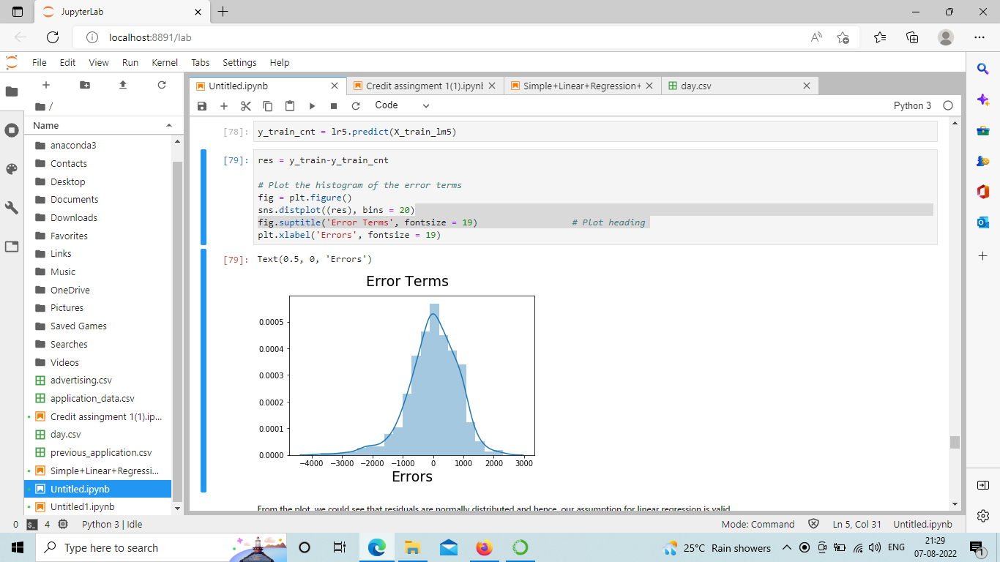 JupyterLab
localhost:8891/lab
File Edit View Run Kernel Tabs Settings Help
Untitled.ipynb Credit assingment 1(1).ipynb Simple+Linear+Regression+ day.csv
/
Code Python 3
Name
anaconda3
Contacts
Desktop
Documents
Downloads
Favorites
Links
Music
OneDrive
Pictures
Saved Games
Searches
Videos
advertising.csv
application_data.csv
Credit assingment 1(1).ip...
day.csv
previous_application.csv
Simple+Linear+Regressi...
Untitled.ipynb
Untitled1.ipynb
[78]: y_train_cnt = lr5.predict(X_train_lm5)
[79]: res = y_train-y_train_cnt
# Plot the histogram of the error terms
fig = plt.figure()
sns.distplot((res), bins = 20)
fig.suptitle('Error Terms', fontsize = 19) # Plot heading
plt.xlabel('Errors', fontsize = 19)
[79]: Text(0.5, 0, 'Errors')
Error Terms
0.0005
0.0004
0.0003
0.0002
0.0001
0.0000
−4000 −3000 −2000 −1000 0 1000 2000 3000
Errors
From the plot, we could see that residuals are normally distributed and hence, our assumption for linear regression is valid
0 $_ 4 Python 3 | Idle Mode: Command Ln 5, Col 31 Untitled.ipynb
Type here to search 25°C Rain showers ENG 21:29
07-08-2022 1